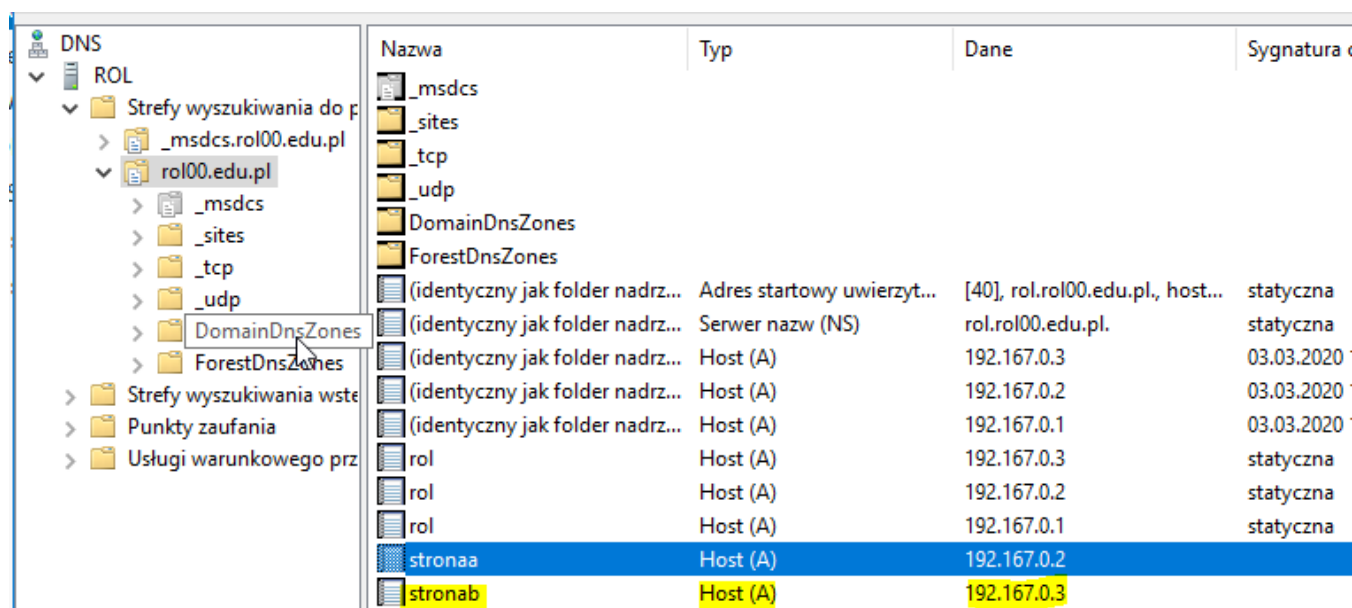 DNS
ROL
Strefy wyszukiwania do p
_msdcs.rol00.edu.pl
rol00.edu.pl
_msdcs
_sites
_tcp
_udp
DomainDnsZones
ForestDnsZones
Strefy wyszukiwania wste
Punkty zaufania
Usługi warunkowego prz
Nazwa Typ Dane Sygnatura
_msdcs
_sites
_tcp
_udp
DomainDnsZones
ForestDnsZones
(identyczny jak folder nadrz... Adres startowy uwierzyt... [40], rol.rol00.edu.pl., host... statyczna
(identyczny jak folder nadrz... Serwer nazw (NS) rol.rol00.edu.pl. statyczna
(identyczny jak folder nadrz... Host (A) 192.167.0.3 03.03.2020
(identyczny jak folder nadrz... Host (A) 192.167.0.2 03.03.2020
(identyczny jak folder nadrz... Host (A) 192.167.0.1 03.03.2020
rol Host (A) 192.167.0.3 statyczna
rol Host (A) 192.167.0.2 statyczna
rol Host (A) 192.167.0.1 statyczna
stronaa Host (A) 192.167.0.2
stronab Host (A) 192.167.0.3